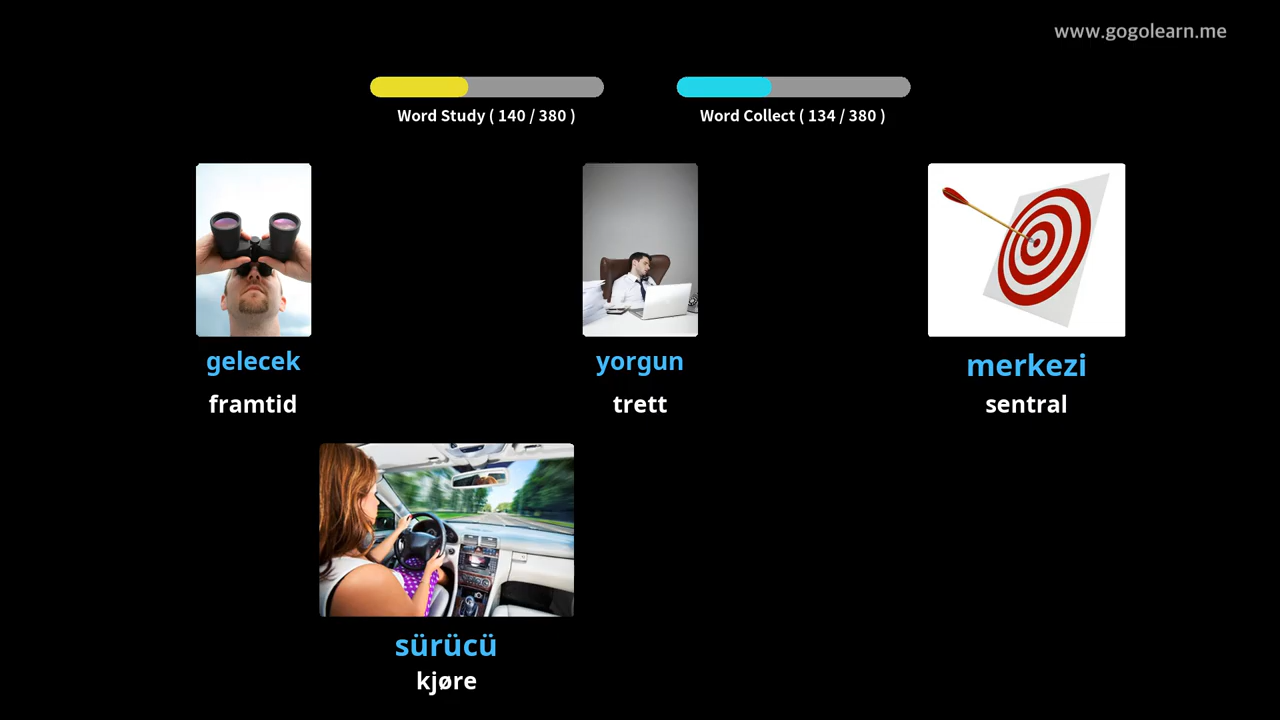 www.gogolearn.me
Word Study ( 140 / 380 )
Word Collect ( 134 / 380 )
gelecek
framtid
yorgun
trett
merkezi
sentral
sürücü
kjøre